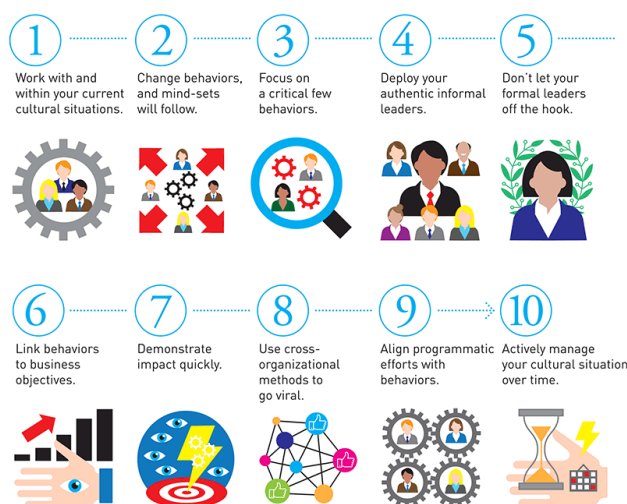 1
Work with and
within your current
cultural situations.
2
Change behaviors,
and mind-sets
will follow.
3
Focus on
a critical few
behaviors.
4
Deploy your
authentic informal
leaders.
5
Don't let your
formal leaders
off the hook.
6
Link behaviors
to business
objectives.
7
Demonstrate
impact quickly.
8
Use cross-
organizational
methods to
go viral.
9
Align programmatic
efforts with
behaviors.
10
Actively manage
your cultural situation
over time.